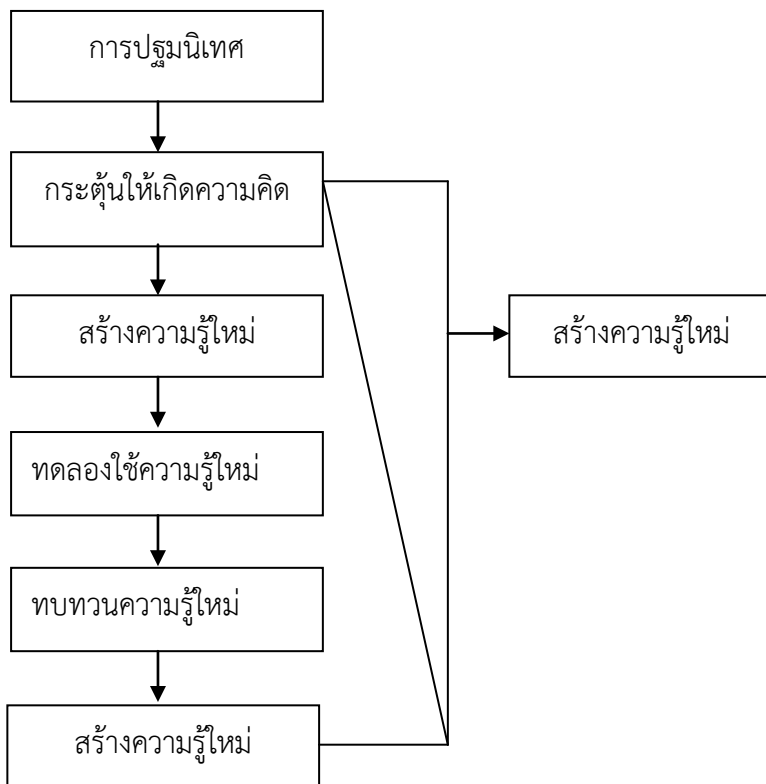 การปฐมนิเทศ
กระตุ้นให้เกิดความคิด
สร้างความรู้ใหม่
สร้างความรู้ใหม่
ทดลองใช้ความรู้ใหม่
ทบทวนความรู้ใหม่
สร้างความรู้ใหม่